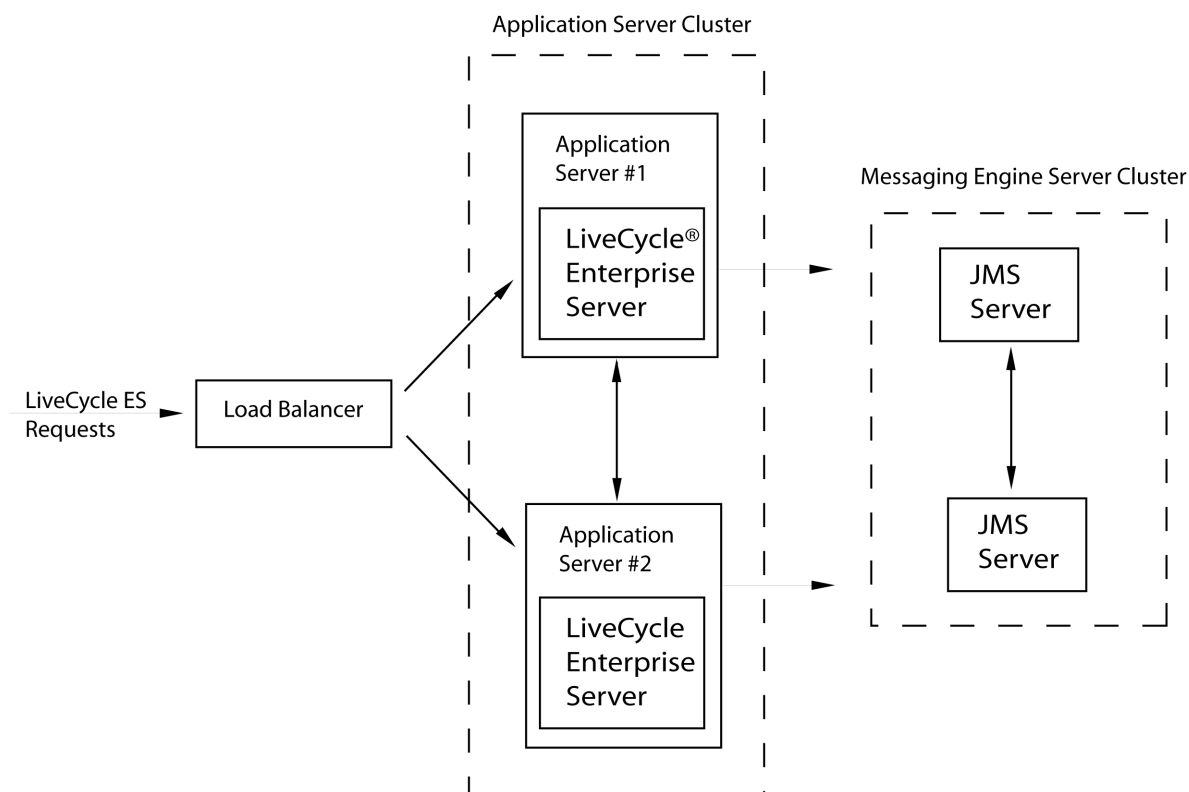 Application Server Cluster
Application
Server #1
LiveCycle®
Enterprise
Server
Messaging Engine Server Cluster
JMS
Server
LiveCycle ES
Requests
Load Balancer
Application
Server #2
LiveCycle
Enterprise
Server
JMS
Server